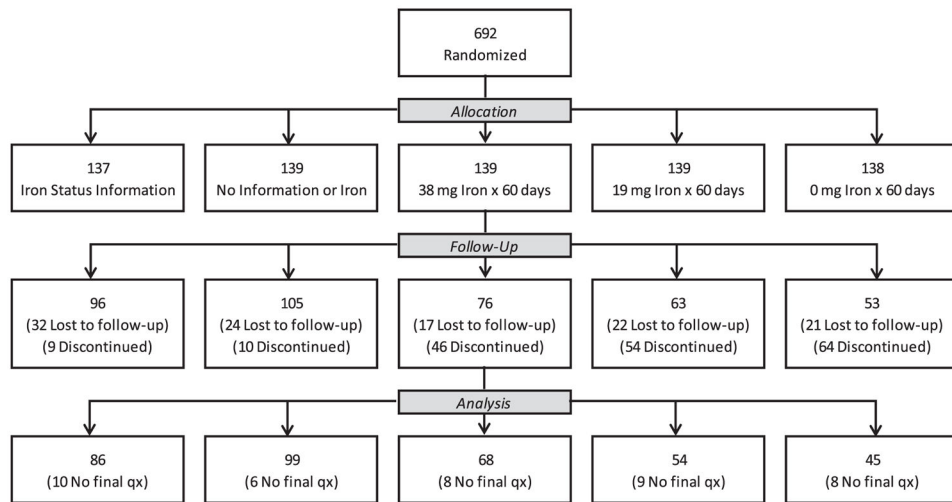 692
Randomized
Allocation
137
Iron Status Information
139
No Information or Iron
139
38 mg Iron x 60 days
139
19 mg Iron x 60 days
138
0 mg Iron x 60 days
Follow-Up
96
(32 Lost to follow-up)
(9 Discontinued)
105
(24 Lost to follow-up)
(10 Discontinued)
76
(17 Lost to follow-up)
(46 Discontinued)
63
(22 Lost to follow-up)
(54 Discontinued)
53
(21 Lost to follow-up)
(64 Discontinued)
Analysis
86
(10 No final qx)
99
(6 No final qx)
68
(8 No final qx)
54
(9 No final qx)
45
(8 No final qx)